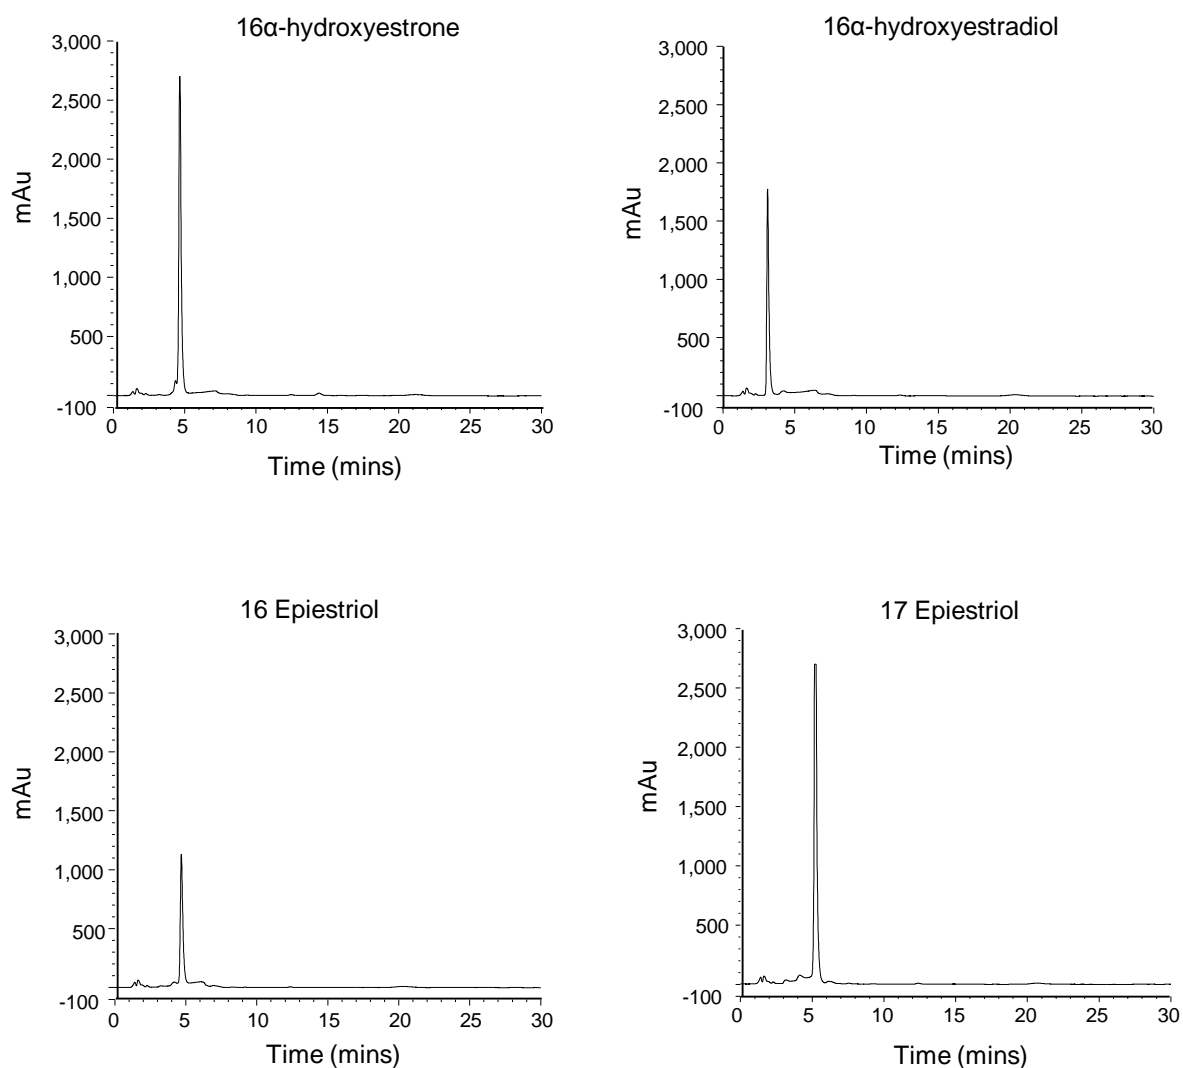 16α-hydroxyestrone
3,000
2,500
2,000
1,500
1,000
500
-100
mAu
0 5 10 15 20 25 30
Time (mins)
16α-hydroxyestradiol
3,000
2,500
2,000
1,500
1,000
500
-100
mAu
0 5 10 15 20 25 30
Time (mins)
16 Epiestriol
3,000
2,500
2,000
1,500
1,000
500
-100
mAu
0 5 10 15 20 25 30
Time (mins)
17 Epiestriol
3,000
2,500
2,000
1,500
1,000
500
-100
mAu
0 5 10 15 20 25 30
Time (mins)